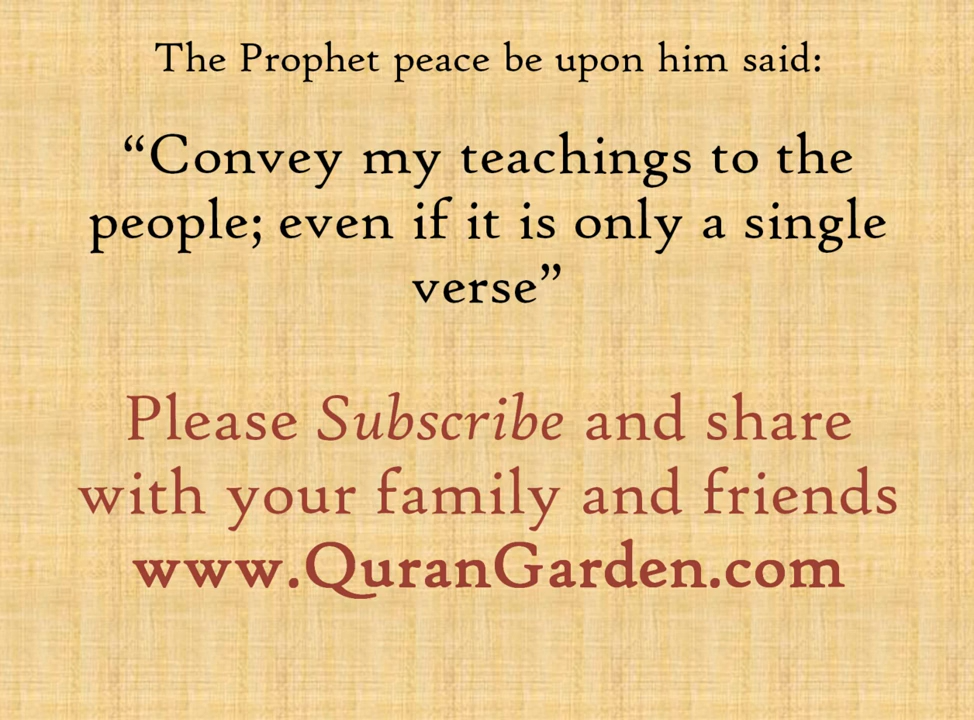 The Prophet peace be upon him said:
“Convey my teachings to the
people; even if it is only a single
verse”
Please Subscribe and share
with your family and friends
www.QuranGarden.com